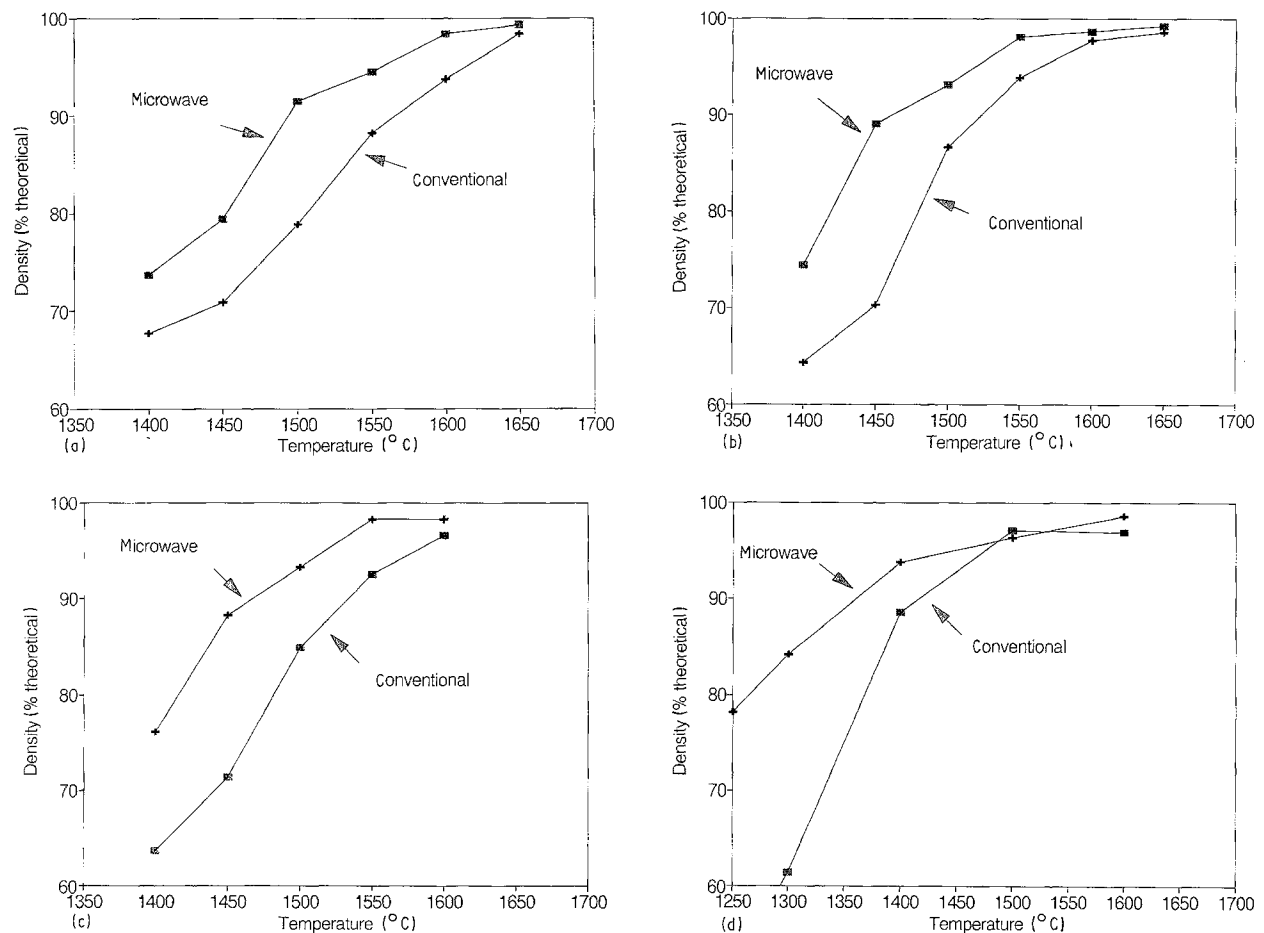 100
90
80
70
60
Density (% theoretical)
Microwave
Conventional
1350 1400 1450 1500 1550 1600 1650 1700
(a) Temperature (°C)
100
90
80
70
60
Density (% theoretical)
Microwave
Conventional
1350 1400 1450 1500 1550 1600 1650 1700
(b) Temperature (°C)
100
90
80
70
60
Density (% theoretical)
Microwave
Conventional
1350 1400 1450 1500 1550 1600 1650 1700
(c) Temperature (°C)
100
90
80
70
60
Density (% theoretical)
Microwave
Conventional
1250 1300 1350 1400 1450 1500 1550 1600 1650 1700
(d) Temperature (°C)